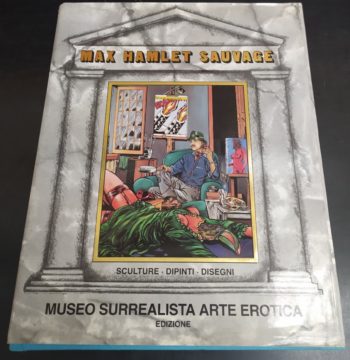 MAX HAMLET SAUVAGE
SCULTURE · DIPINTI · DISEGNI
MUSEO SURREALISTA ARTE EROTICA
EDIZIONE